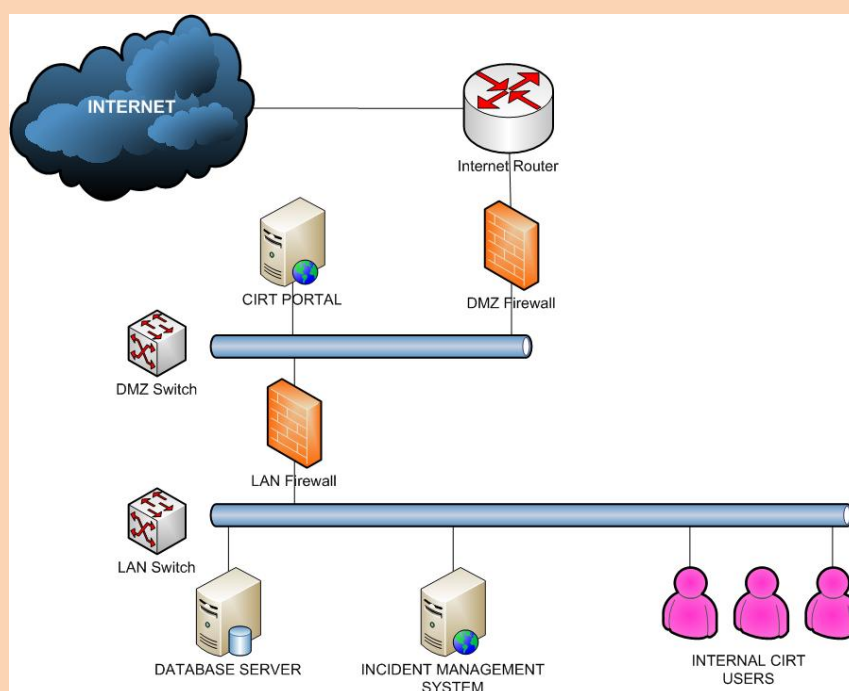 INTERNET
Internet Router
CIRT PORTAL
DMZ Firewall
DMZ Switch
LAN Firewall
LAN Switch
DATABASE SERVER
INCIDENT MANAGEMENT
SYSTEM
INTERNAL CIRT
USERS